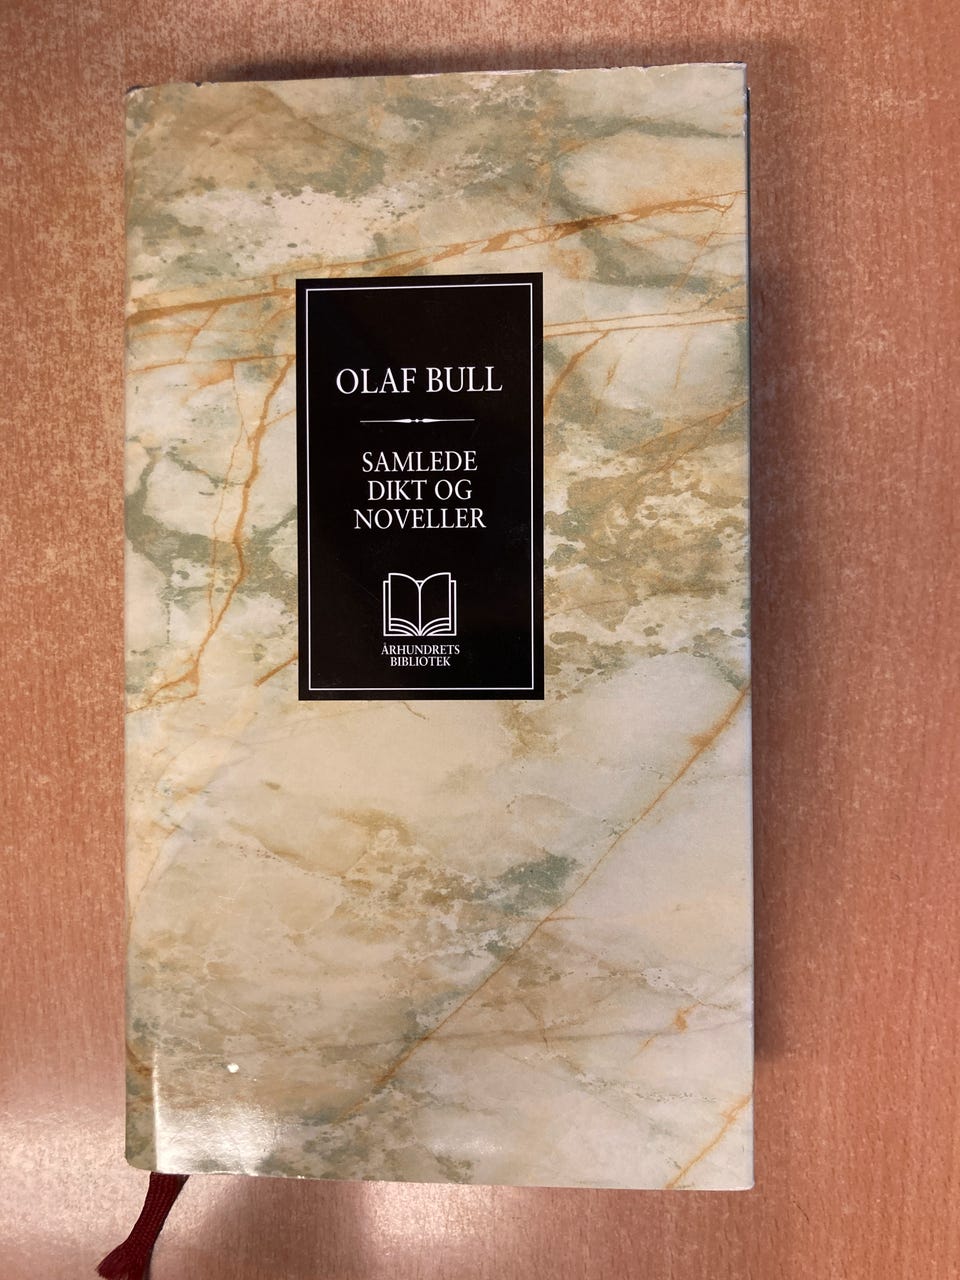 OLAF BULL
SAMLEDE
DIKT OG
NOVELLER
ÅRHUNDRETS
BIBLIOTEK